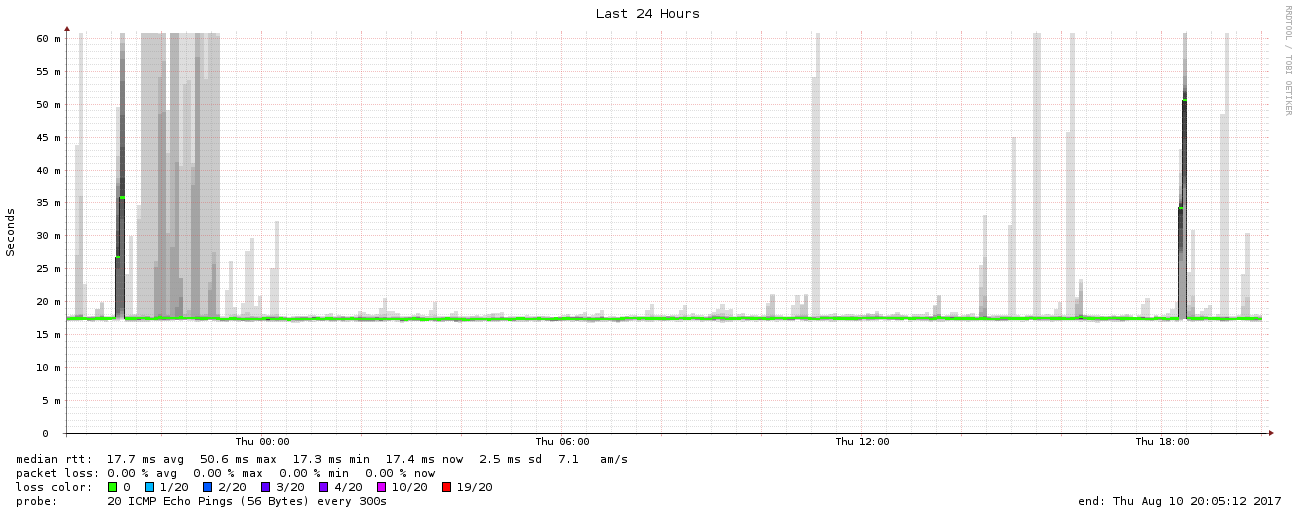 Last 24 Hours
RRDTOOL / TOBI OETIKER
60 m
55 m
50 m
45 m
40 m
35 m
30 m
25 m
20 m
15 m
10 m
5 m
0
Seconds
Thu 00:00 Thu 06:00 Thu 12:00 Thu 18:00
median rtt: 17.7 ms avg 50.6 ms max 17.3 ms min 17.4 ms now 2.5 ms sd 7.1 am/s
packet loss: 0.00 % avg 0.00 % max 0.00 % min 0.00 % now
loss color: 0 1/20 2/20 3/20 4/20 10/20 19/20
probe: 20 ICMP Echo Pings (56 Bytes) every 300s end: Thu Aug 10 20:05:12 2017